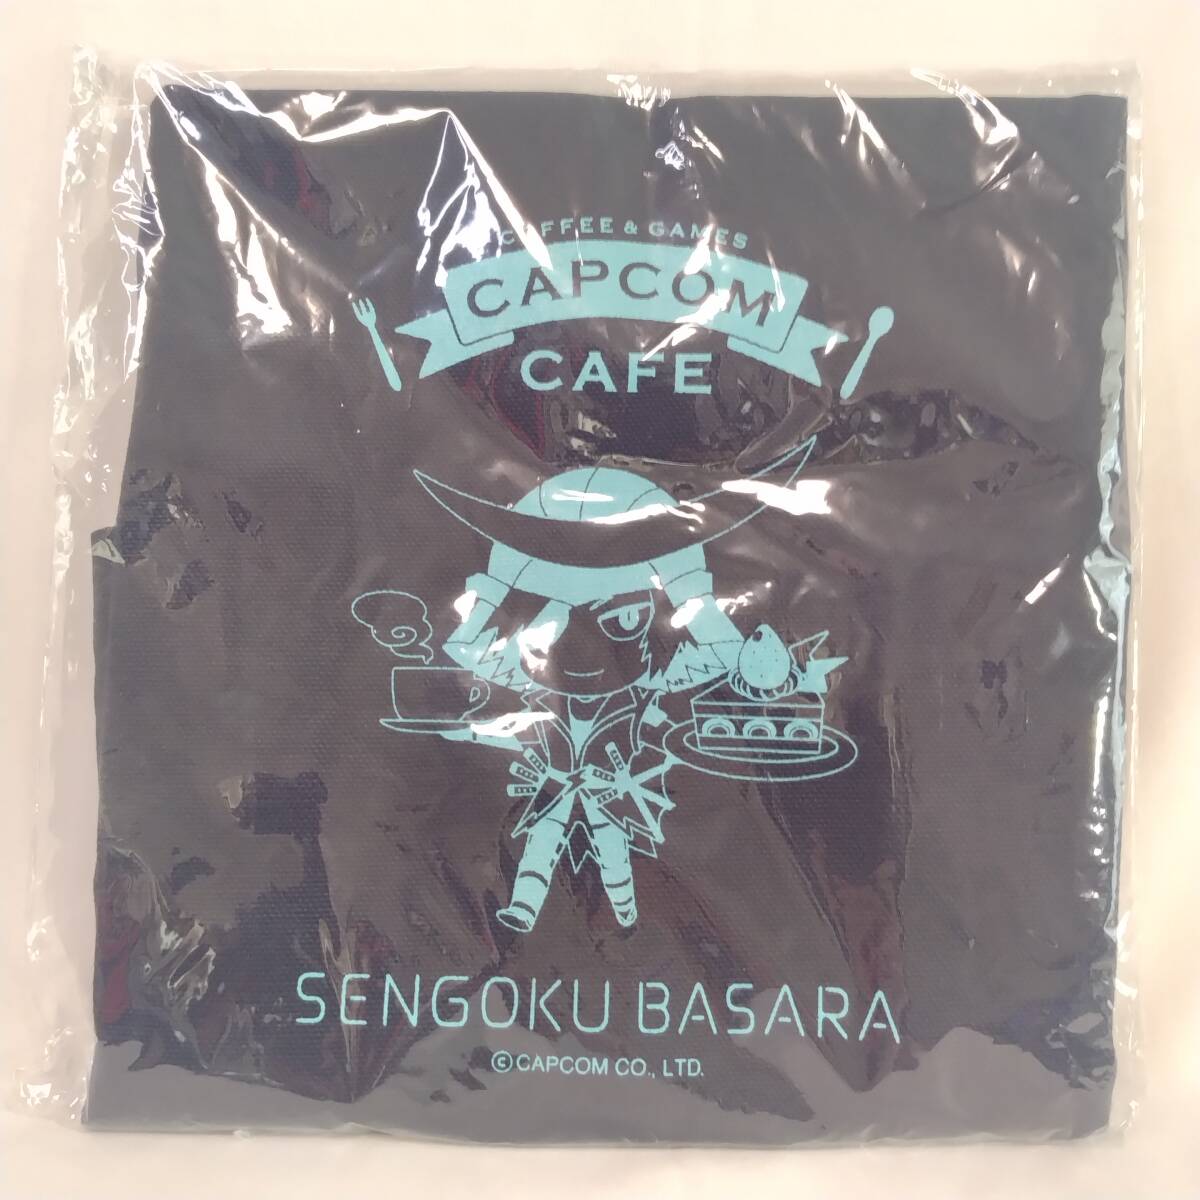 COFFEE & GAMES
CAPCOM
CAFE
SENGOKU BASARA
©CAPCOM CO., LTD.